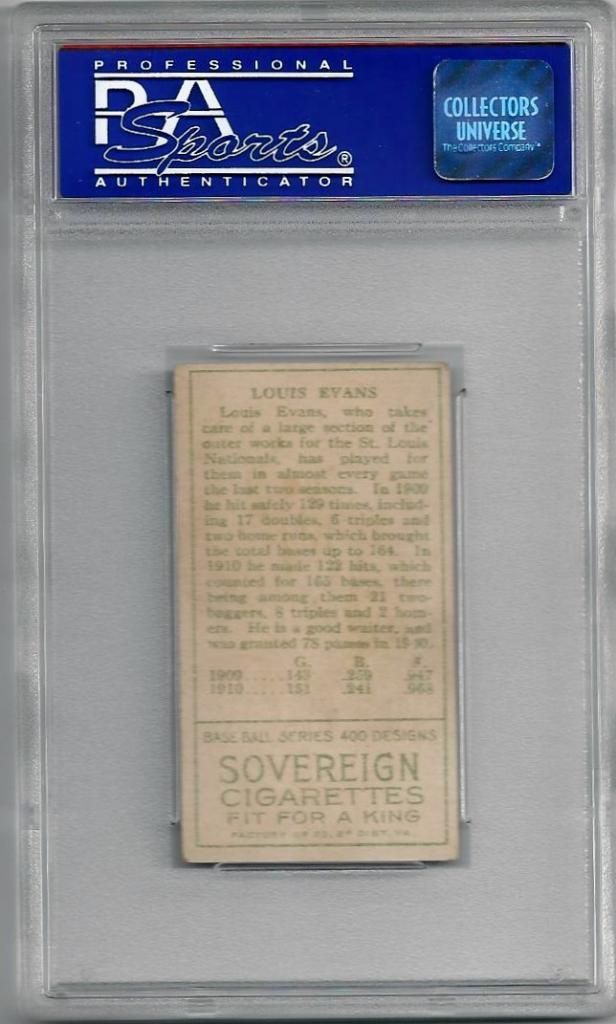 PROFESSIONAL
PSA Sports®
AUTHENTICATOR
COLLECTORS
UNIVERSE
The Collectors Company
LOUIS EVANS
Louis Evans, who takes
care of a large section of the
outer works for the St. Louis
Nationals, has played for
them in almost every game
the last two seasons. In 1909
he hit safely 129 times, includ-
ing 17 doubles, 6 triples and
two home runs, which brought
the total bases up to 164. In
1910 he made 122 hits, which
counted for 165 bases, there
being among them 21 two-
baggers, 8 triples and 2 hom-
ers. He is a good waiter, and
was granted 78 passes in 1910.
G. B. F.
1909.....143 .259 .947
1910.....151 .241 .968
BASE BALL SERIES 400 DESIGNS
SOVEREIGN
CIGARETTES
FIT FOR A KING
FACTORY Nº 25, 2ᴰ DIST. VA.